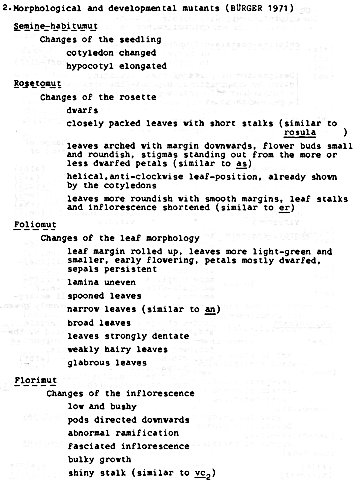 2. Morphological and developmental mutants (BÜRGER 1971)
Semine-habitumut
Changes of the seedling
cotyledon changed
hypocotyl elongated
Rosetomut
Changes of the rosette
dwarfs
closely packed leaves with short stalks (similar to
rosula )
leaves arched with margin downwards, flower buds small
and roundish, stigmas standing out from the more or
less dwarfed petals (similar to as)
helical,anti-clockwise leaf-position, already shown
by the cotyledons
leaves more roundish with smooth margins, leaf stalks
and inflorescence shortened (similar to er)
Foliomut
Changes of the leaf morphology
leaf margin rolled up, leaves more light-green and
smaller, early flowering, petals mostly dwarfed,
sepals persistent
lamina uneven
spooned leaves
narrow leaves (similar to an)
broad leaves
leaves strongly dentate
weakly hairy leaves
glabrous leaves
Florimut
Changes of the inflorescence
low and bushy
pods directed downwards
abnormal ramification
fasciated inflorescence
bulky growth
shiny stalk (similar to vc2)